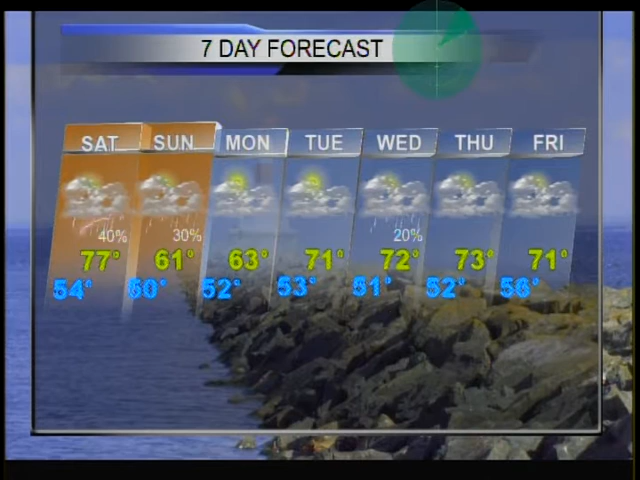 7 DAY FORECAST
SAT SUN MON TUE WED THU FRI
40% 30% 20%
77° 61° 63° 71° 72° 73° 71°
54° 50° 52° 53° 51° 52° 56°